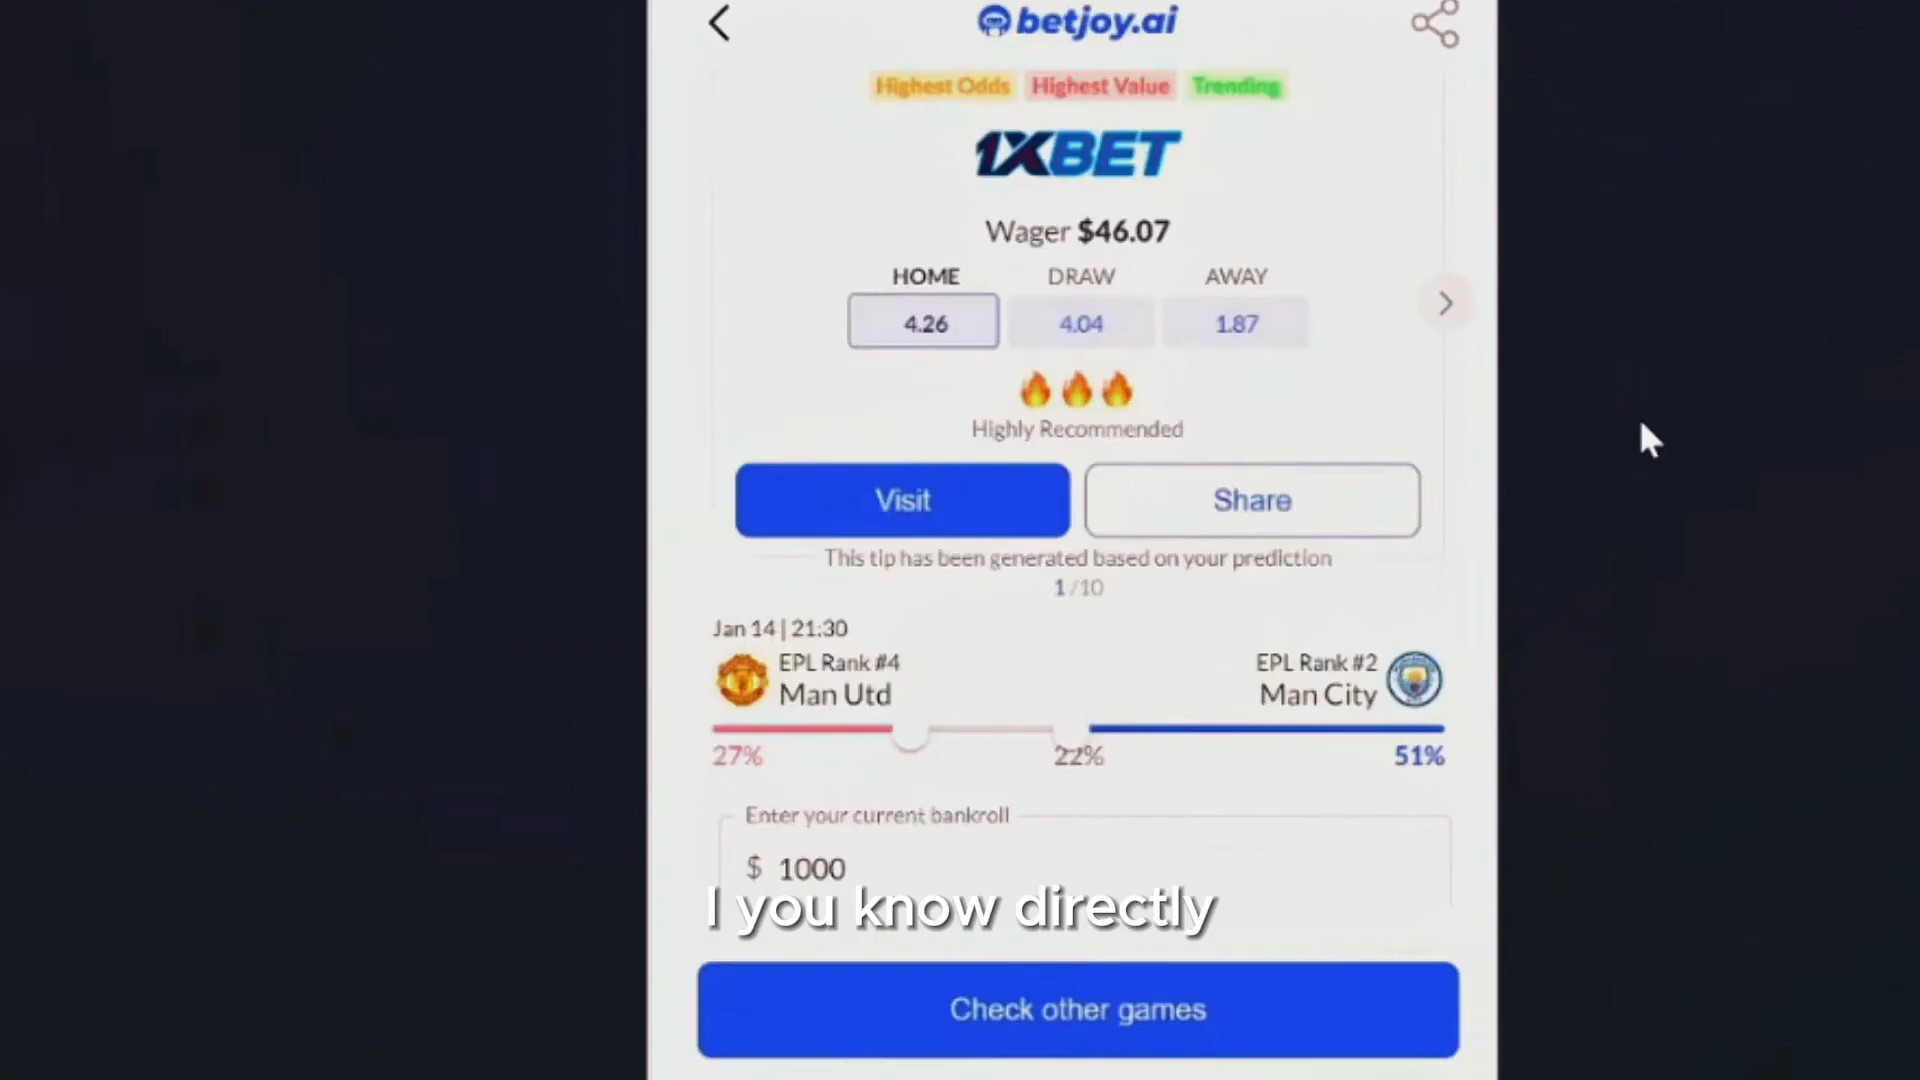 betjoy.ai
Highest Odds Highest Value Trending
1XBET
Wager $46.07
HOME DRAW AWAY
4.26 4.04 1.87
Highly Recommended
Visit Share
This tip has been generated based on your prediction
1/10
Jan 14 | 21:30
EPL Rank #4 EPL Rank #2
Man Utd Man City
27% 22% 51%
Enter your current bankroll
$ 1000
I you know directly
Check other games